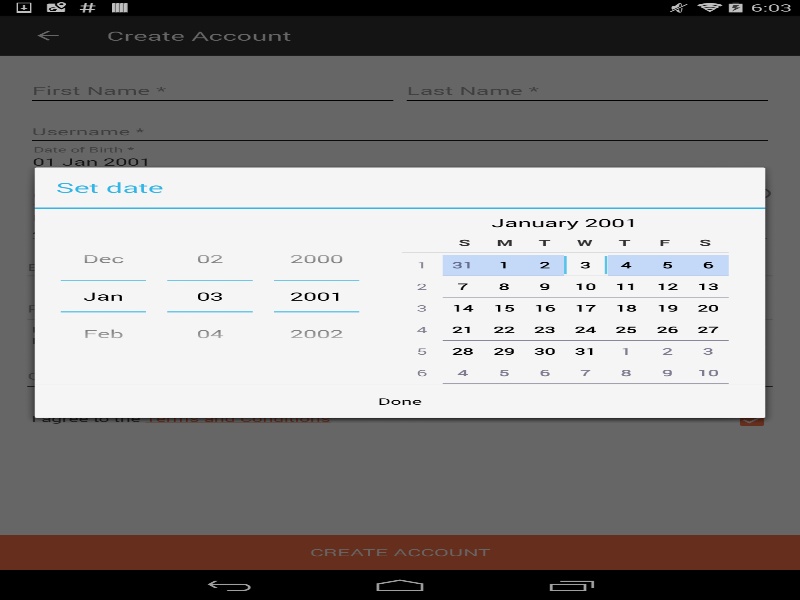 6:03
Create Account
First Name *
Last Name *
Username *
Date of Birth *
01 Jan 2001
Set date
Dec 02 2000
Jan 03 2001
Feb 04 2002
January 2001
S M T W T F S
1 31 1 2 3 4 5 6
2 7 8 9 10 11 12 13
3 14 15 16 17 18 19 20
4 21 22 23 24 25 26 27
5 28 29 30 31 1 2 3
6 4 5 6 7 8 9 10
Done
I agree to the Terms and Conditions
CREATE ACCOUNT